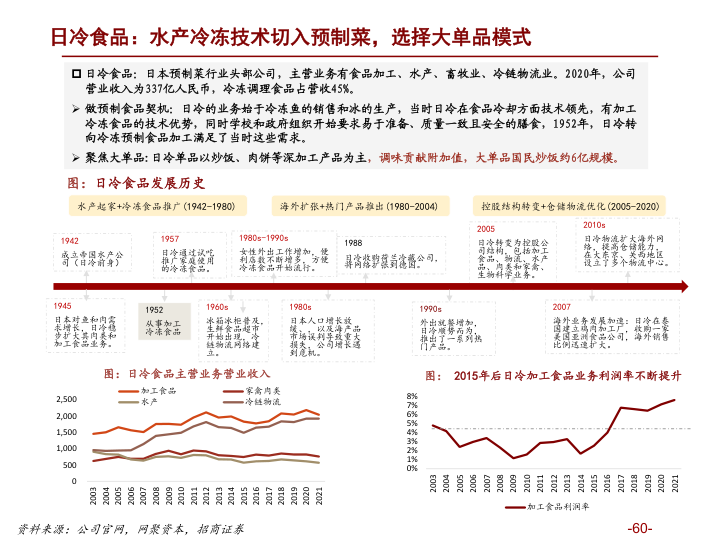 日冷食品：水产冷冻技术切入预制菜，选择大单品模式
日冷食品：日本预制菜行业头部公司，主营业务有食品加工、水产、畜牧业、冷链物流业。2020年，公司
营业收入为337亿人民币，冷冻调理食品占营收45%。
做预制食品契机：日冷的业务始于冷冻鱼的销售和冰的生产，当时日冷在食品冷却方面技术领先，有加工
冷冻食品的技术优势，同时学校和政府组织开始要求易于准备、质量一致且安全的膳食，1952年，日冷转
向冷冻预制食品加工满足了当时这些需求。
聚焦大单品：日冷单品以炒饭、肉饼等深加工产品为主，调味贡献附加值，大单品国民炒饭约6亿规模。
图：日冷食品发展历史
水产起家+冷冻食品推广(1942-1980)
海外扩张+热门产品推出(1980-2004)
控股结构转变+仓储物流优化(2005-2020)
1942
成立帝国水产公
司（日冷前身）
1957
日冷通过试吃
推广家庭使用
的冷冻食品。
1980s-1990s
女性外出工作增加，便
利店数不断增多，方便
冷冻食品开始流行。
1988
日冷收购荷兰冷藏公司，
将网络扩张到德国。
2005
日冷转变为控股公
司结构，包括加工
食品、物流、水产
品、肉类和家禽、
生物科学业务。
2010s
日冷物流扩大海外网
络，提高仓储能力，
在大东京、关西地区
设立了多个物流中心。
1945
日本对鱼和肉需
求增长，日冷稳
步扩大其肉类和
加工食品业务。
1952
从事加工
冷冻食品
1960s
冰箱冰柜普及，
生鲜食品超市
开始出现，冷
链物流网络建
立。
1980s
日本人口增长放
缓、，以及海产品
市场误判导致重大
损失，公司增长遇
到危机。
1990s
外出就餐增加，
日冷顺势而为，
推出了一系列热
门产品。
2007
海外业务发展加速：日冷在泰
国建立鸡肉加工厂，收购一家
美国亚洲食品公司，海外销售
比例迅速扩大。
图：日冷食品主营业务营业收入
加工食品
家禽肉类
水产
冷链物流
2,500
2,000
1,500
1,000
500
0
2003 2004 2005 2006 2007 2008 2009 2010 2011 2012 2013 2014 2015 2016 2017 2018 2019 2020 2021
图： 2015年后日冷加工食品业务利润率不断提升
8%
7%
6%
5%
4%
3%
2%
1%
0%
2003 2004 2005 2006 2007 2008 2009 2010 2011 2012 2013 2014 2015 2016 2017 2018 2019 2020 2021
加工食品利润率
资料来源：公司官网，网聚资本，招商证券
-60-